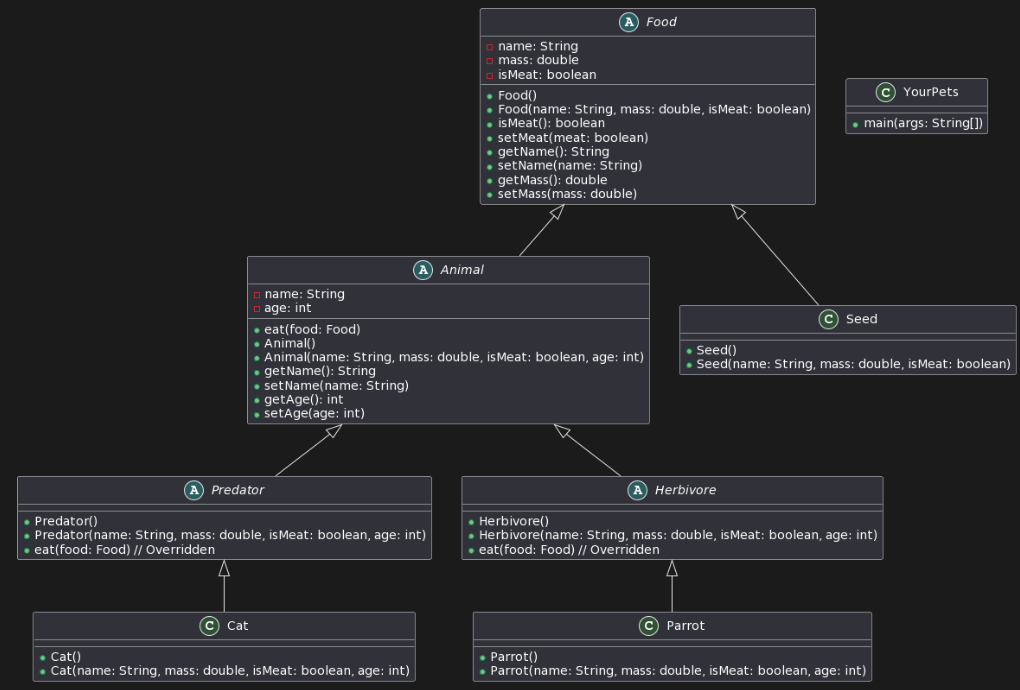 A Food
name: String
mass: double
isMeat: boolean
Food()
Food(name: String, mass: double, isMeat: boolean)
isMeat(): boolean
setMeat(meat: boolean)
getName(): String
setName(name: String)
getMass(): double
setMass(mass: double)
C YourPets
main(args: String[])
A Animal
name: String
age: int
eat(food: Food)
Animal()
Animal(name: String, mass: double, isMeat: boolean, age: int)
getName(): String
setName(name: String)
getAge(): int
setAge(age: int)
C Seed
Seed()
Seed(name: String, mass: double, isMeat: boolean)
A Predator
Predator()
Predator(name: String, mass: double, isMeat: boolean, age: int)
eat(food: Food) // Overridden
A Herbivore
Herbivore()
Herbivore(name: String, mass: double, isMeat: boolean, age: int)
eat(food: Food) // Overridden
C Cat
Cat()
Cat(name: String, mass: double, isMeat: boolean, age: int)
C Parrot
Parrot()
Parrot(name: String, mass: double, isMeat: boolean, age: int)